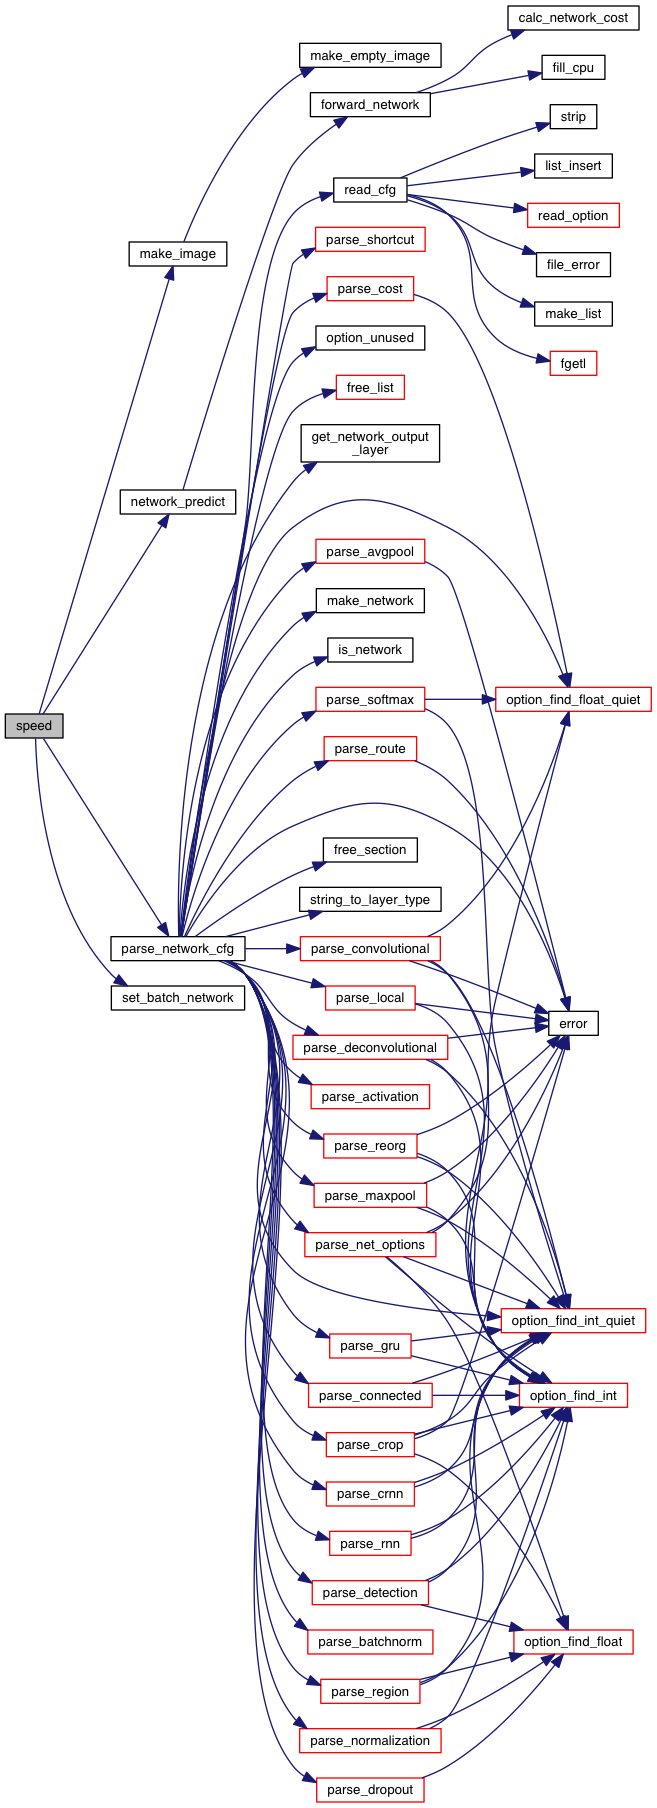 calc_network_cost
make_empty_image
fill_cpu
forward_network
strip
list_insert
read_cfg
read_option
parse_shortcut
make_image
file_error
parse_cost
make_list
option_unused
fgetl
free_list
get_network_output
_layer
network_predict
parse_avgpool
make_network
is_network
parse_softmax
option_find_float_quiet
speed
parse_route
free_section
string_to_layer_type
parse_network_cfg
parse_convolutional
set_batch_network
parse_local
error
parse_deconvolutional
parse_activation
parse_reorg
parse_maxpool
parse_net_options
option_find_int_quiet
parse_gru
parse_connected
option_find_int
parse_crop
parse_crnn
parse_rnn
parse_detection
parse_batchnorm
option_find_float
parse_region
parse_normalization
parse_dropout